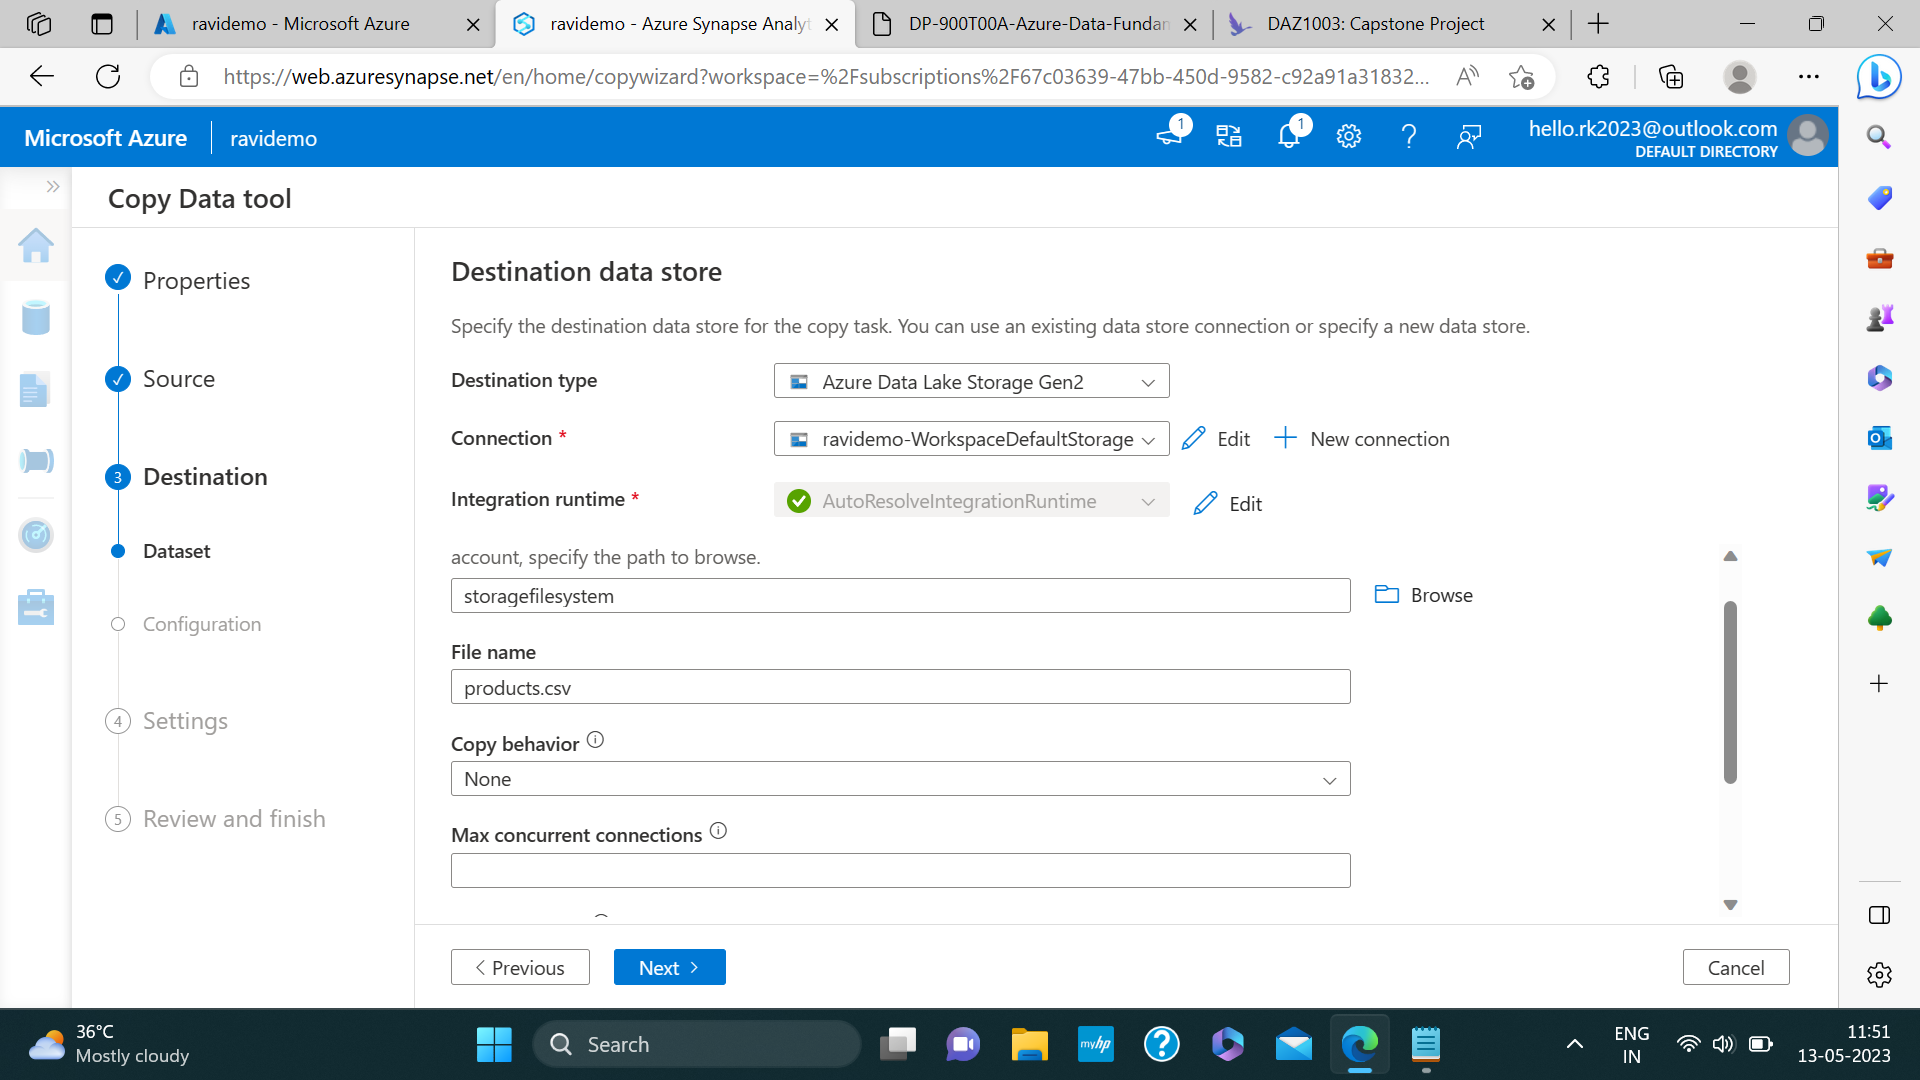 ravidemo - Microsoft Azure
ravidemo - Azure Synapse Analyt
DP-900T00A-Azure-Data-Fundan
DAZ1003: Capstone Project
https://web.azuresynapse.net/en/home/copywizard?workspace=%2Fsubscriptions%2F67c03639-47bb-450d-9582-c92a91a31832...
Microsoft Azure
ravidemo
1
1
hello.rk2023@outlook.com
DEFAULT DIRECTORY
Copy Data tool
Properties
Source
3 Destination
Dataset
Configuration
4 Settings
5 Review and finish
Destination data store
Specify the destination data store for the copy task. You can use an existing data store connection or specify a new data store.
Destination type
Azure Data Lake Storage Gen2
Connection *
ravidemo-WorkspaceDefaultStorage
Edit
New connection
Integration runtime *
AutoResolveIntegrationRuntime
Edit
account, specify the path to browse.
storagefilesystem
Browse
File name
products.csv
Copy behavior
None
Max concurrent connections
Previous
Next
Cancel
36°C
Mostly cloudy
Search
myhp
ENG
IN
11:51
13-05-2023